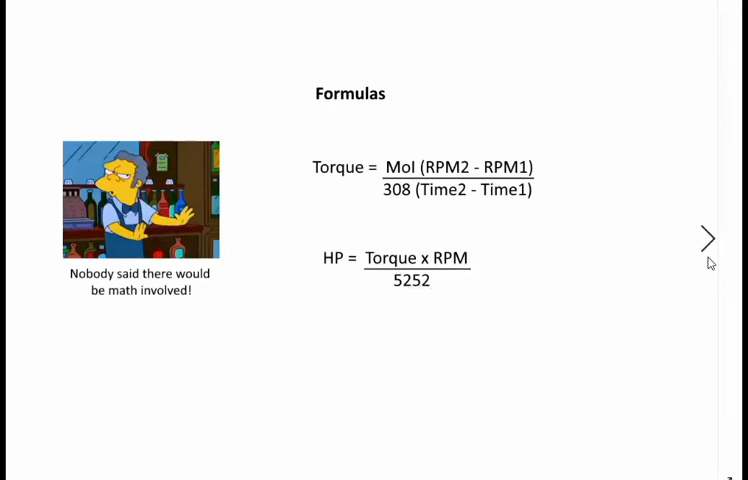 Formulas
Torque = MoI (RPM2 - RPM1)
308 (Time2 - Time1)
HP = Torque x RPM
5252
Nobody said there would
be math involved!